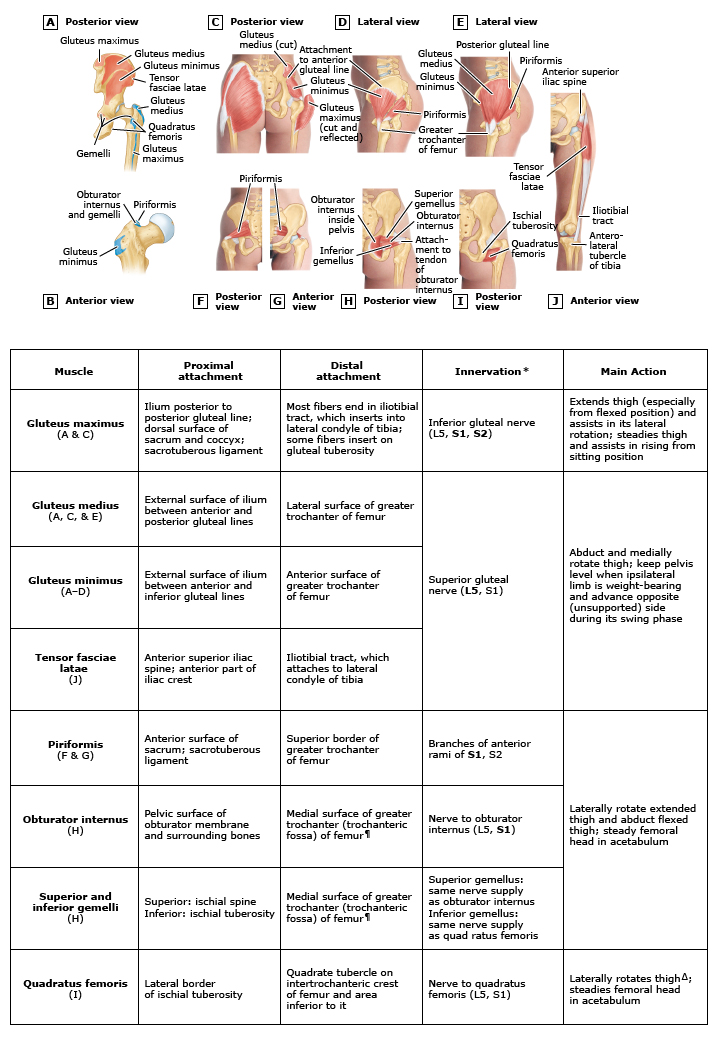 A Posterior view
Gluteus maximus
Gluteus medius
Gluteus minimus
Tensor
fasciae latae
Gluteus
medius
Quadratus
femoris
Gluteus
maximus
Gemelli
C Posterior view
Gluteus
medius (cut)
Attachment
to anterior
gluteal line
Gluteus
minimus
Gluteus
maximus
(cut and
reflected)
D Lateral view
Piriformis
Greater
trochanter
of femur
E Lateral view
Posterior gluteal line
Gluteus
medius
Gluteus
minimus
Piriformis
Anterior superior
iliac spine
Tensor
fasciae
latae
Iliotibial
tract
Antero-
lateral
tubercle
of tibia
Obturator
internus
and gemelli
Piriformis
Gluteus
minimus
Piriformis
Obturator
internus
inside
pelvis
Inferior
gemellus
Superior
gemellus
Obturator
internus
Attach-
ment to
tendon
of
obturator
internus
Ischial
tuberosity
Quadratus
femoris
B Anterior view
F Posterior
view
G Anterior
view
H Posterior view
I Posterior
view
J Anterior view
Muscle
Proximal
attachment
Distal
attachment
Innervation*
Main Action
Gluteus maximus
(A & C)
Ilium posterior to
posterior gluteal line;
dorsal surface of
sacrum and coccyx;
sacrotuberous ligament
Most fibers end in iliotibial
tract, which inserts into
lateral condyle of tibia;
some fibers insert on
gluteal tuberosity
Inferior gluteal nerve
(L5, S1, S2)
Extends thigh (especially
from flexed position) and
assists in its lateral
rotation; steadies thigh
and assists in rising from
sitting position
Gluteus medius
(A, C, & E)
External surface of ilium
between anterior and
posterior gluteal lines
Lateral surface of greater
trochanter of femur
Superior gluteal
nerve (L5, S1)
Abduct and medially
rotate thigh; keep pelvis
level when ipsilateral
limb is weight-bearing
and advance opposite
(unsupported) side
during its swing phase
Gluteus minimus
(A–D)
External surface of ilium
between anterior and
inferior gluteal lines
Anterior surface of
greater trochanter
of femur
Tensor fasciae
latae
(J)
Anterior superior iliac
spine; anterior part of
iliac crest
Iliotibial tract, which
attaches to lateral
condyle of tibia
Piriformis
(F & G)
Anterior surface of
sacrum; sacrotuberous
ligament
Superior border of
greater trochanter
of femur
Branches of anterior
rami of S1, S2
Laterally rotate extended
thigh and abduct flexed
thigh; steady femoral
head in acetabulum
Obturator internus
(H)
Pelvic surface of
obturator membrane
and surrounding bones
Medial surface of greater
trochanter (trochanteric
fossa) of femur¶
Nerve to obturator
internus (L5, S1)
Superior and
inferior gemelli
(H)
Superior: ischial spine
Inferior: ischial tuberosity
Medial surface of greater
trochanter (trochanteric
fossa) of femur¶
Superior gemellus:
same nerve supply
as obturator internus
Inferior gemellus:
same nerve supply
as quad ratus femoris
Quadratus femoris
(I)
Lateral border
of ischial tuberosity
Quadrate tubercle on
intertrochanteric crest
of femur and area
inferior to it
Nerve to quadratus
femoris (L5, S1)
Laterally rotates thighΔ;
steadies femoral head
in acetabulum